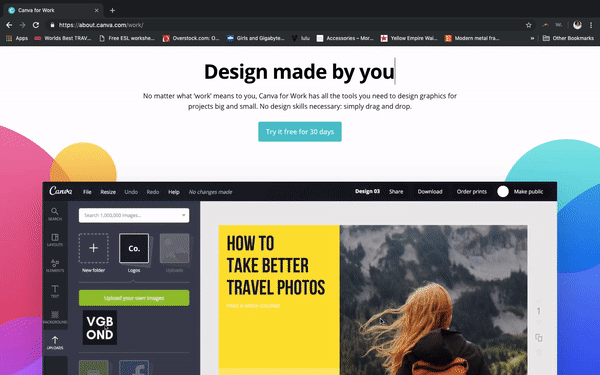 Canva for Work
https://about.canva.com/work/
Apps
Worlds Best TRAV...
Free ESL workshe...
Overstock.com: O...
Girls and Gigabyte...
lulu
Accessories – Mor...
Yellow Empire Wai...
Modern metal fra...
Other Bookmarks
Design made by you
No matter what 'work' means to you, Canva for Work has all the tools you need to design graphics for
projects big and small. No design skills necessary: simply drag and drop.
Try it free for 30 days
Canva
File
Resize
Undo
Redo
Help
No changes made
Design 03
Share
Download
Order prints
Make public
Search 1,000,000 images...
SEARCH
LAYOUTS
ELEMENTS
TEXT
BACKGROUND
UPLOADS
Co.
New folder
Logos
Uploads
Upload your own images
VGB
OND
HOW TO
TAKE BETTER
TRAVEL PHOTOS
1